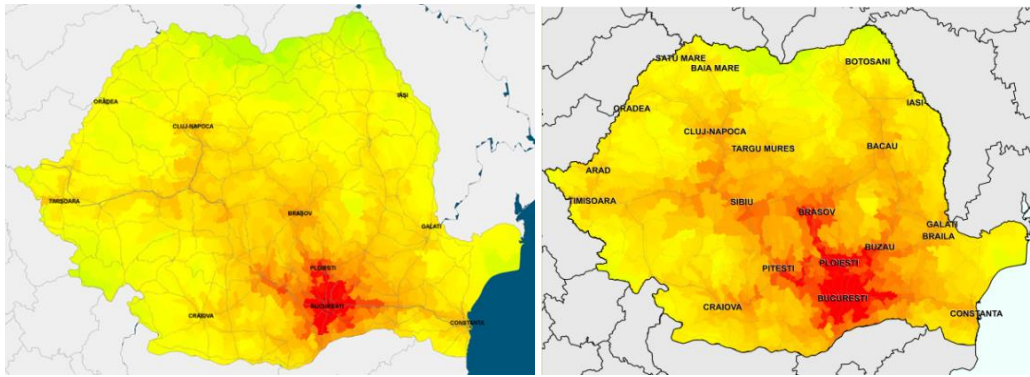 ORADEA
CLUJ-NAPOCA
IAȘI
TIMISOARA
BRASOV
GALATI
PLOIESTI
BUCURESTI
CRAIOVA
CONSTANTA
SATU MARE
BAIA MARE
BOTOSANI
ORADEA
IASI
CLUJ-NAPOCA
TARGU MURES
BACAU
ARAD
TIMISOARA
SIBIU
BRASOV
GALATI
BRAILA
BUZAU
PITESTI
PLOIESTI
BUCURESTI
CRAIOVA
CONSTANTA